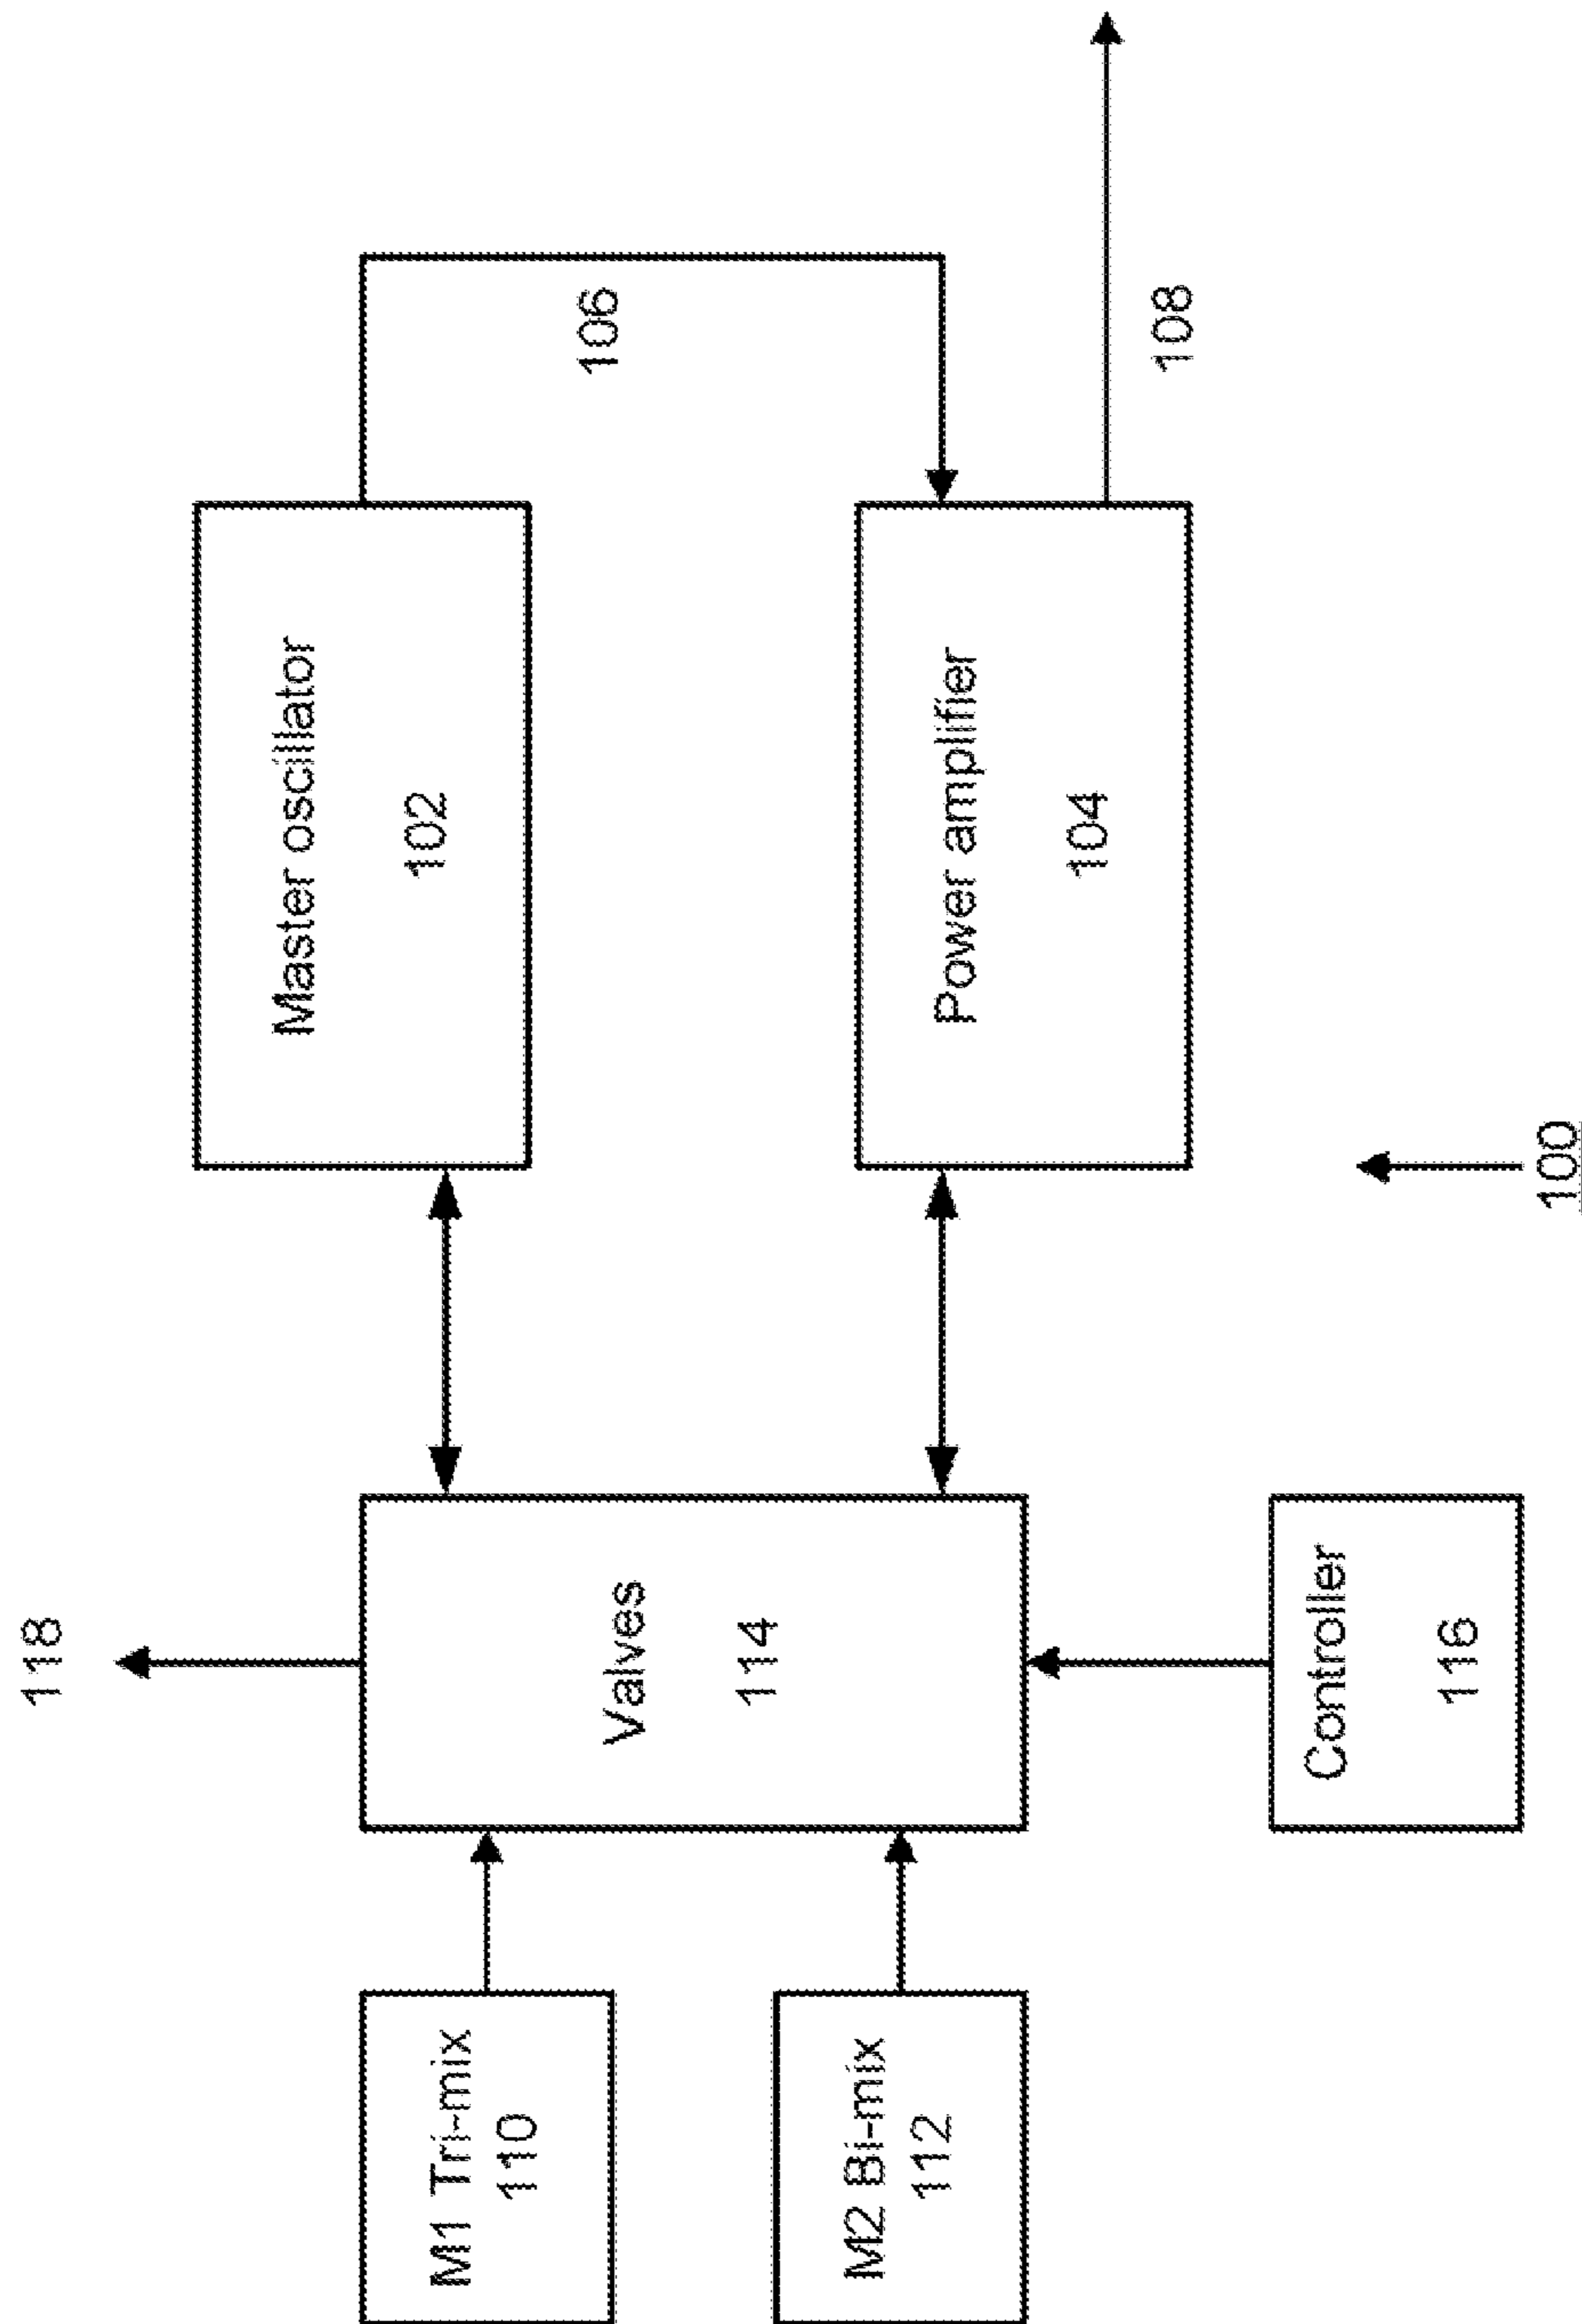 118
M1 Tri-mix
110
M2 Bi-mix
112
Valves
114
Controller
116
Master oscillator
102
Power amplifier
104
106
108
100